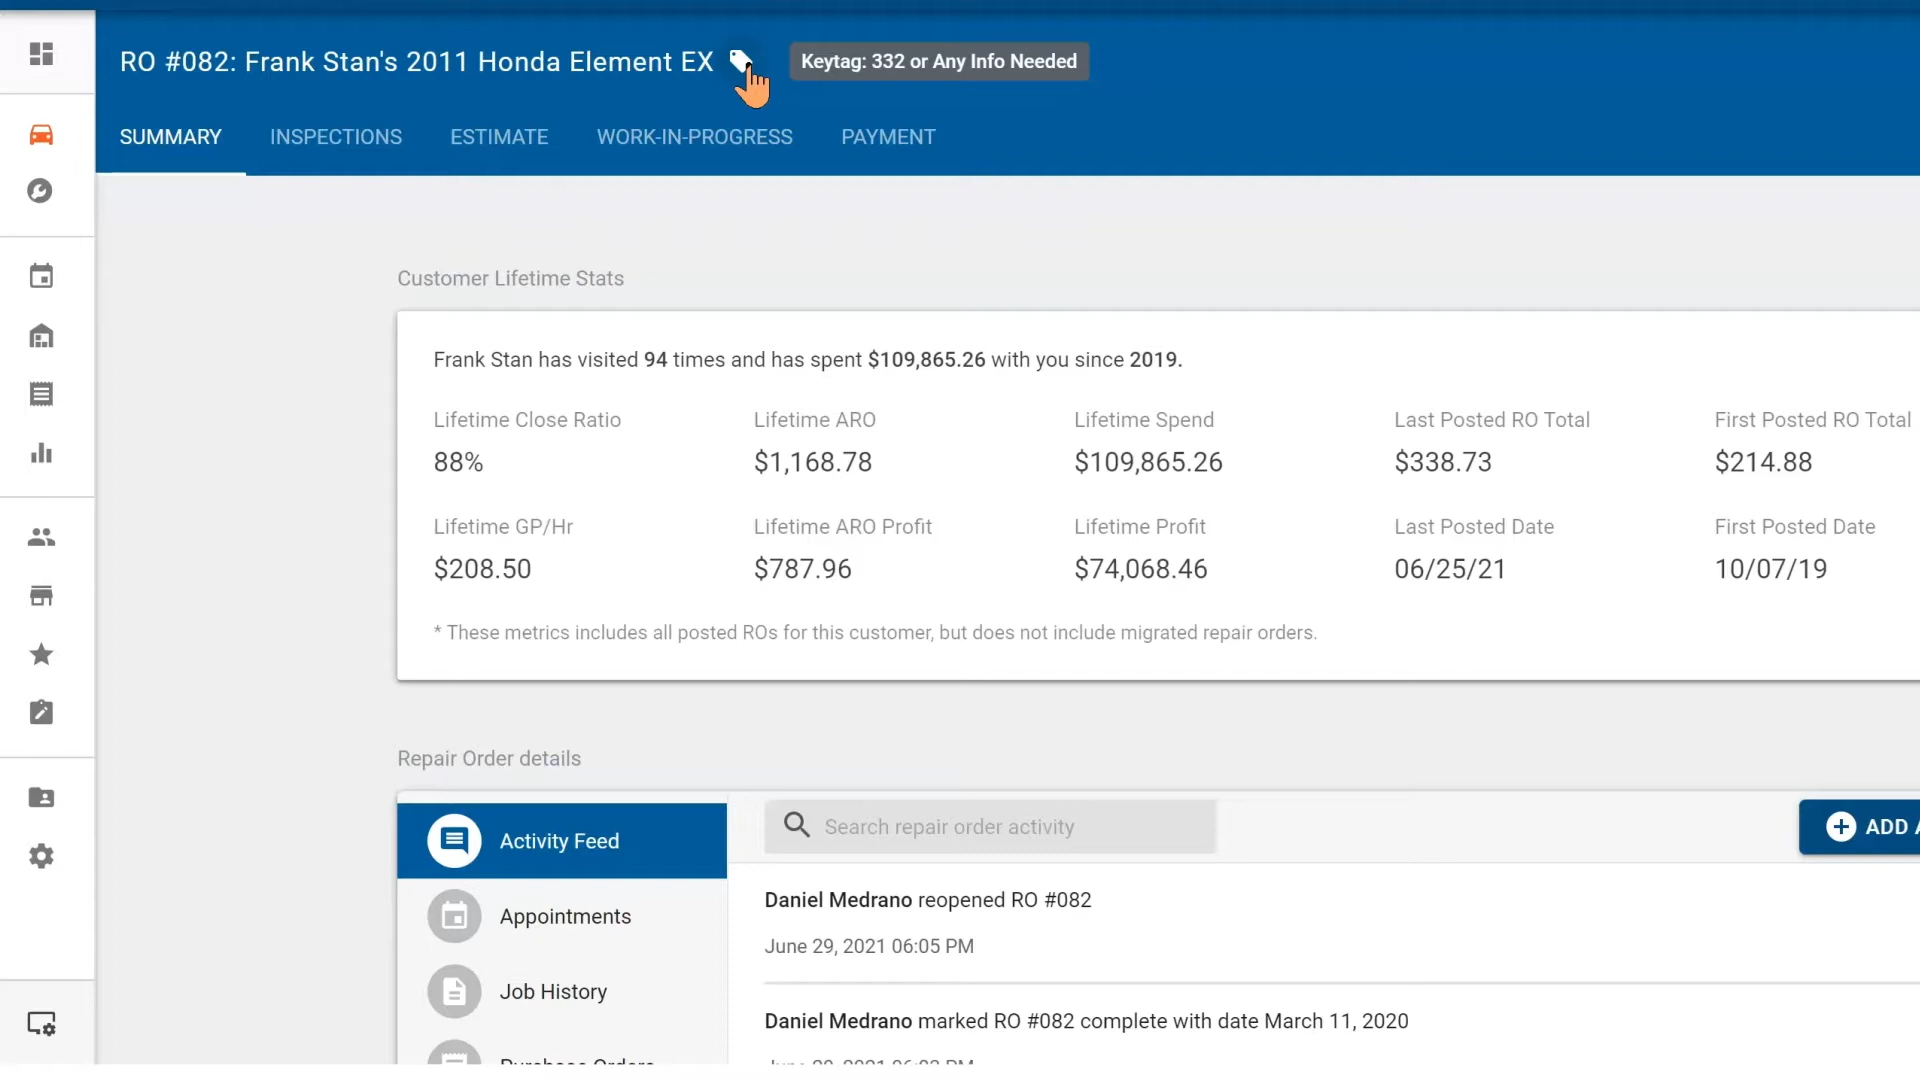 RO #082: Frank Stan's 2011 Honda Element EX
Keytag: 332 or Any Info Needed
SUMMARY INSPECTIONS ESTIMATE WORK-IN-PROGRESS PAYMENT
Customer Lifetime Stats
Frank Stan has visited 94 times and has spent $109,865.26 with you since 2019.
Lifetime Close Ratio Lifetime ARO Lifetime Spend Last Posted RO Total First Posted RO Total
88% $1,168.78 $109,865.26 $338.73 $214.88
Lifetime GP/Hr Lifetime ARO Profit Lifetime Profit Last Posted Date First Posted Date
$208.50 $787.96 $74,068.46 06/25/21 10/07/19
* These metrics includes all posted ROs for this customer, but does not include migrated repair orders.
Repair Order details
Activity Feed
Search repair order activity
ADD
Appointments
Job History
Daniel Medrano reopened RO #082
June 29, 2021 06:05 PM
Daniel Medrano marked RO #082 complete with date March 11, 2020